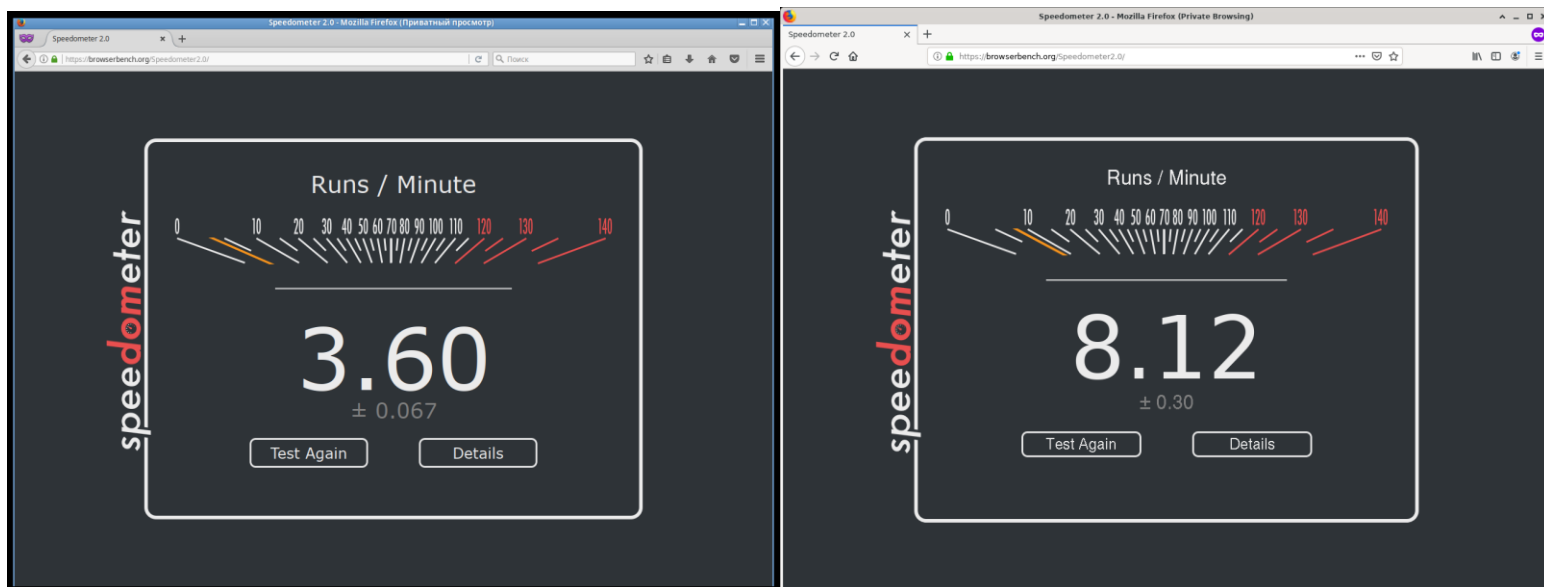 Speedometer 2.0 - Mozilla Firefox (Приватный просмотр)
Speedometer 2.0
https://browserbench.org/Speedometer2.0/
Поиск
Runs / Minute
0 10 20 30 40 50 60 70 80 90 100 110 120 130 140
speedometer
3.60
± 0.067
Test Again
Details
Speedometer 2.0 - Mozilla Firefox (Private Browsing)
Speedometer 2.0
https://browserbench.org/Speedometer2.0/
Runs / Minute
0 10 20 30 40 50 60 70 80 90 100 110 120 130 140
speedometer
8.12
± 0.30
Test Again
Details